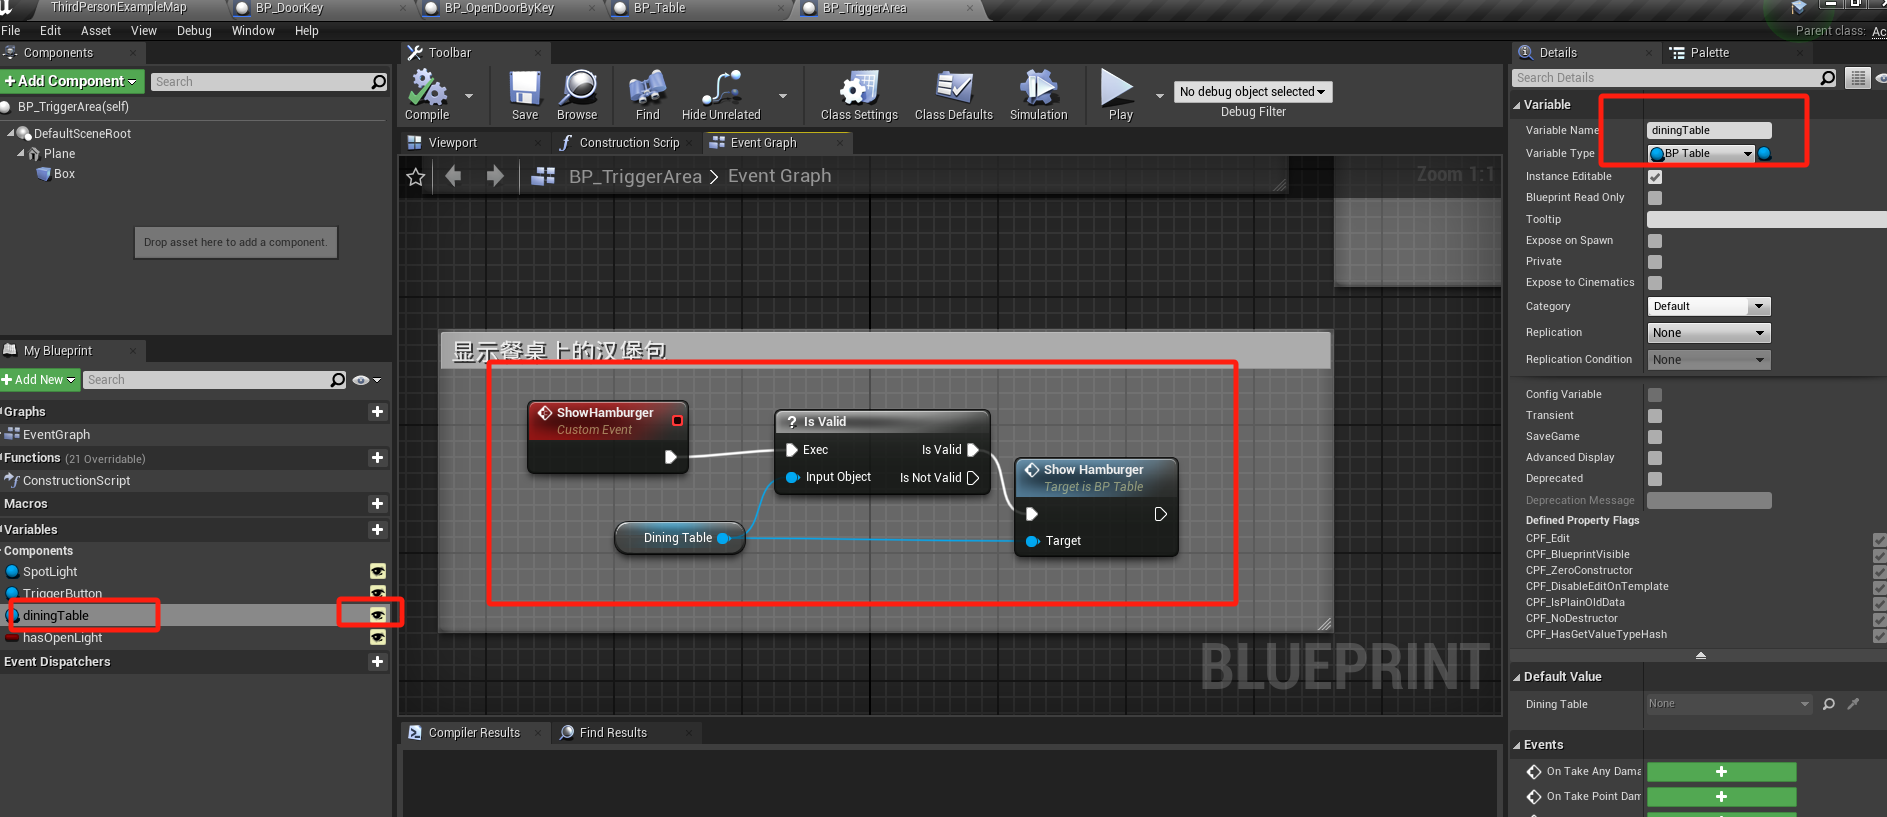 ThirdPersonExampleMap
BP_DoorKey
BP_OpenDoorByKey
BP_Table
BP_TriggerArea
File Edit Asset View Debug Window Help
Parent class:
Components
Toolbar
Details
Palette
+Add Component
Search
Search Details
BP_TriggerArea(self)
DefaultSceneRoot
Plane
Box
Drop asset here to add a component.
Compile
Save
Browse
Find
Hide Unrelated
Class Settings
Class Defaults
Simulation
Play
No debug object selected
Debug Filter
Viewport
Construction Scrip
Event Graph
BP_TriggerArea > Event Graph
Zoom 1:1
显示餐桌上的汉堡包
ShowHamburger
Custom Event
? Is Valid
Exec
Is Valid
Input Object
Is Not Valid
Show Hamburger
Target is BP Table
Dining Table
Target
BLUEPRINT
My Blueprint
+Add New
Search
Graphs
EventGraph
Functions (21 Overridable)
ConstructionScript
Macros
Variables
Components
SpotLight
TriggerButton
diningTable
hasOpenLight
Event Dispatchers
Compiler Results
Find Results
Variable
Variable Name diningTable
Variable Type BP Table
Instance Editable
Blueprint Read Only
Tooltip
Expose on Spawn
Private
Expose to Cinematics
Category Default
Replication None
Replication Condition None
Config Variable
Transient
SaveGame
Advanced Display
Deprecated
Deprecation Message
Defined Property Flags
CPF_Edit
CPF_BlueprintVisible
CPF_ZeroConstructor
CPF_DisableEditOnTemplate
CPF_IsPlainOldData
CPF_NoDestructor
CPF_HasGetValueTypeHash
Default Value
Dining Table None
Events
On Take Any Dama
On Take Point Dam